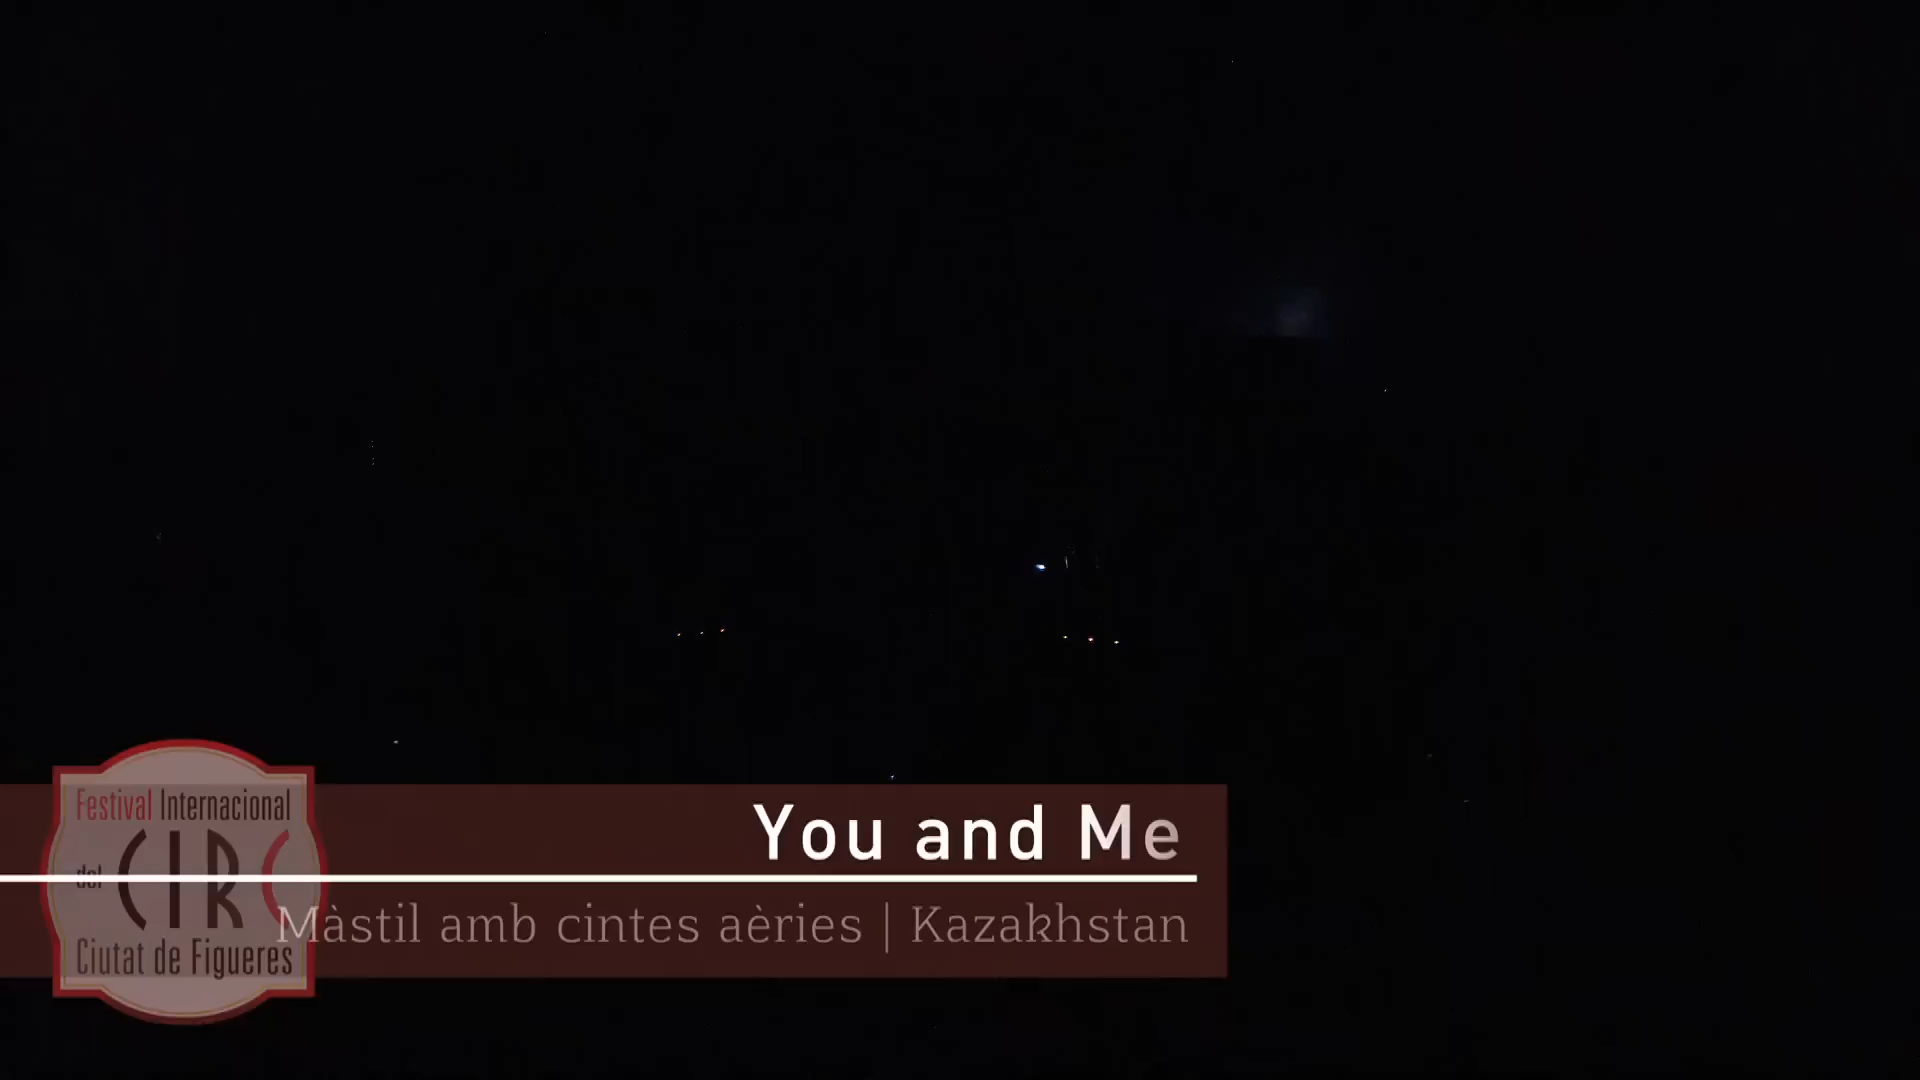 Festival Internacional
del CIRC
Ciutat de Figueres
You and Me
Màstil amb cintes aèries | Kazakhstan